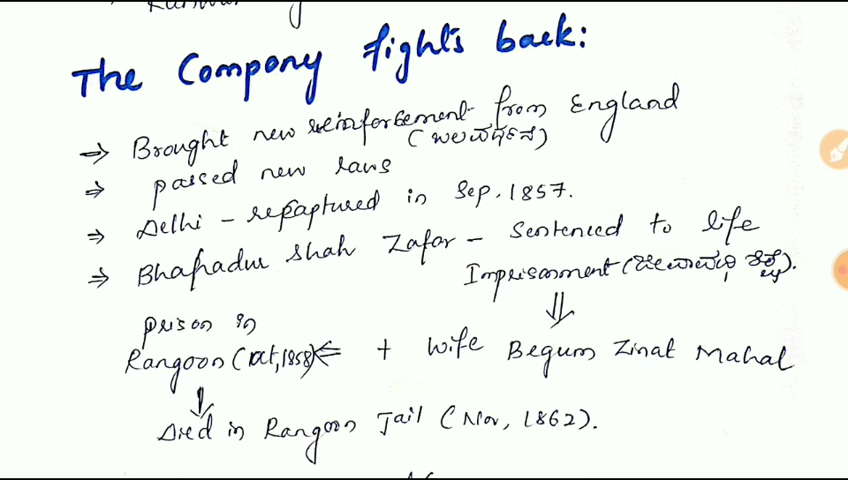 The Company fights back:
⇒ Brought new reinforcement from England
(ಬಲವರ್ಧನೆ)
⇒ passed new laws
⇒ Delhi – recaptured in Sep. 1857.
⇒ Bhahadur Shah Zafar – Sentenced to life
Imprisonment (ಜೀವಾವಧಿ ಶಿಕ್ಷೆ).
⇓
prison in
Rangoon (Oct, 1858) ⇐ + wife Begum Zinat Mahal
↓
Died in Rangoon Jail (Nov, 1862).